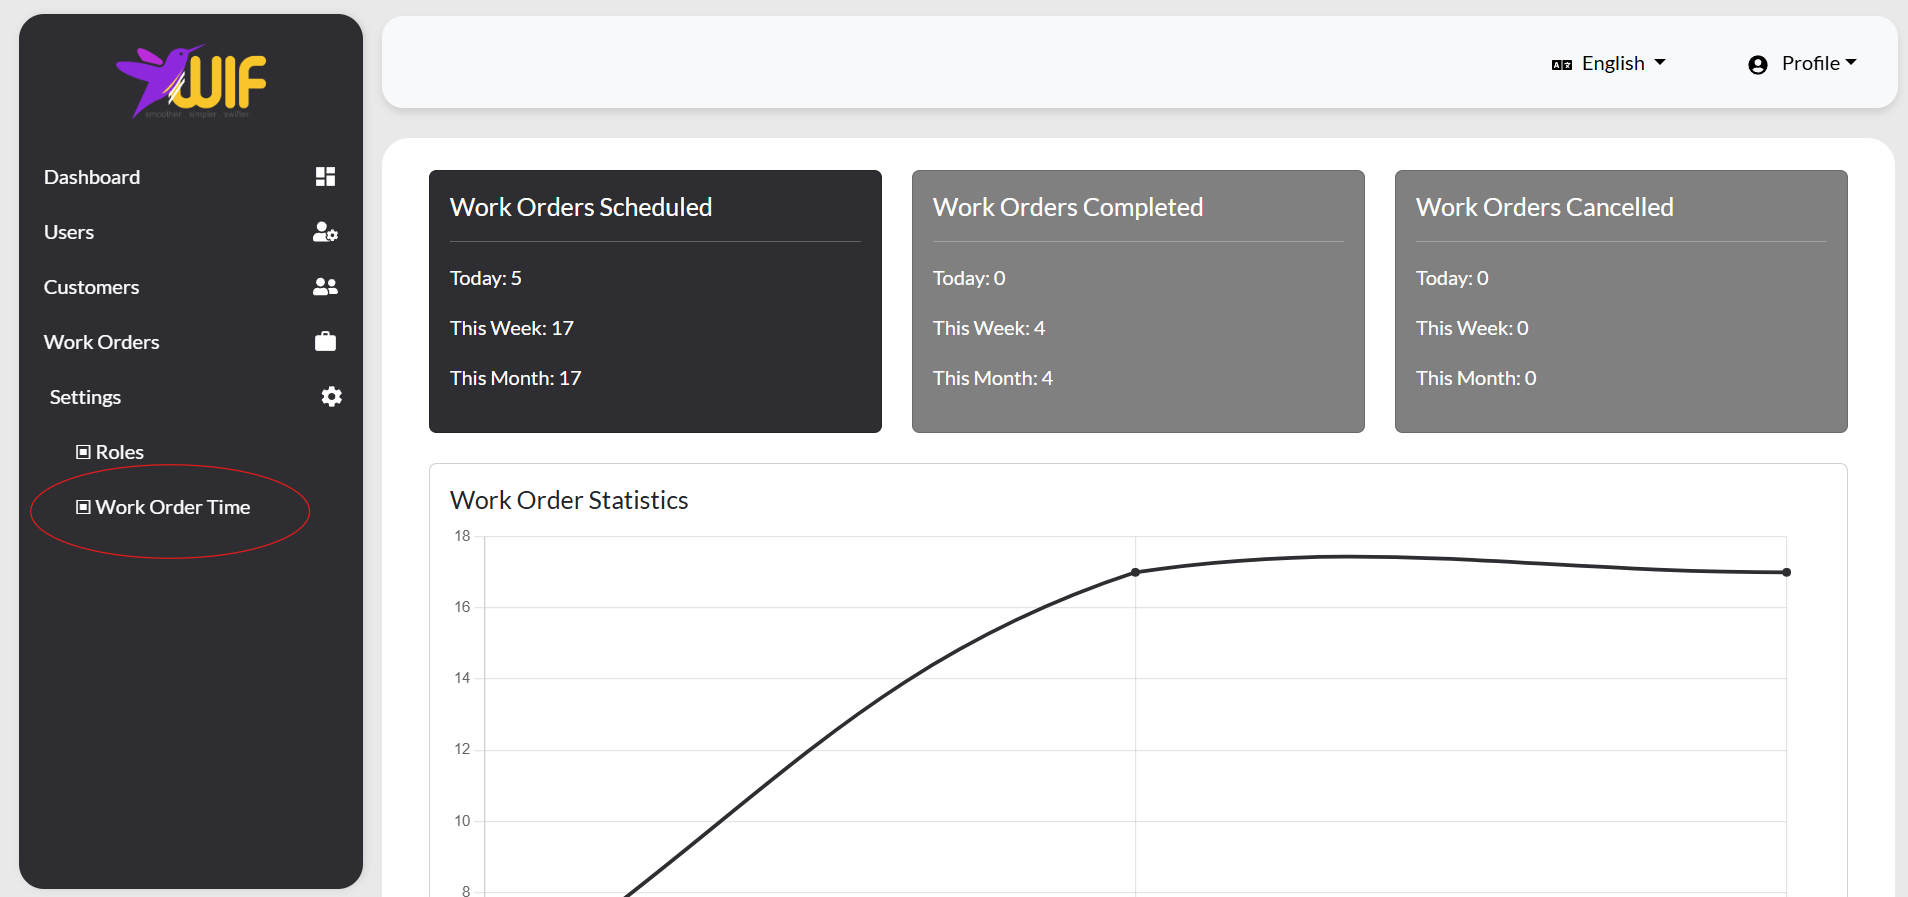 WIF
smoother simpler swifter
Dashboard
Users
Customers
Work Orders
Settings
Roles
Work Order Time
English
Profile
Work Orders Scheduled
Today: 5
This Week: 17
This Month: 17
Work Orders Completed
Today: 0
This Week: 4
This Month: 4
Work Orders Cancelled
Today: 0
This Week: 0
This Month: 0
Work Order Statistics
18
16
14
12
10
8